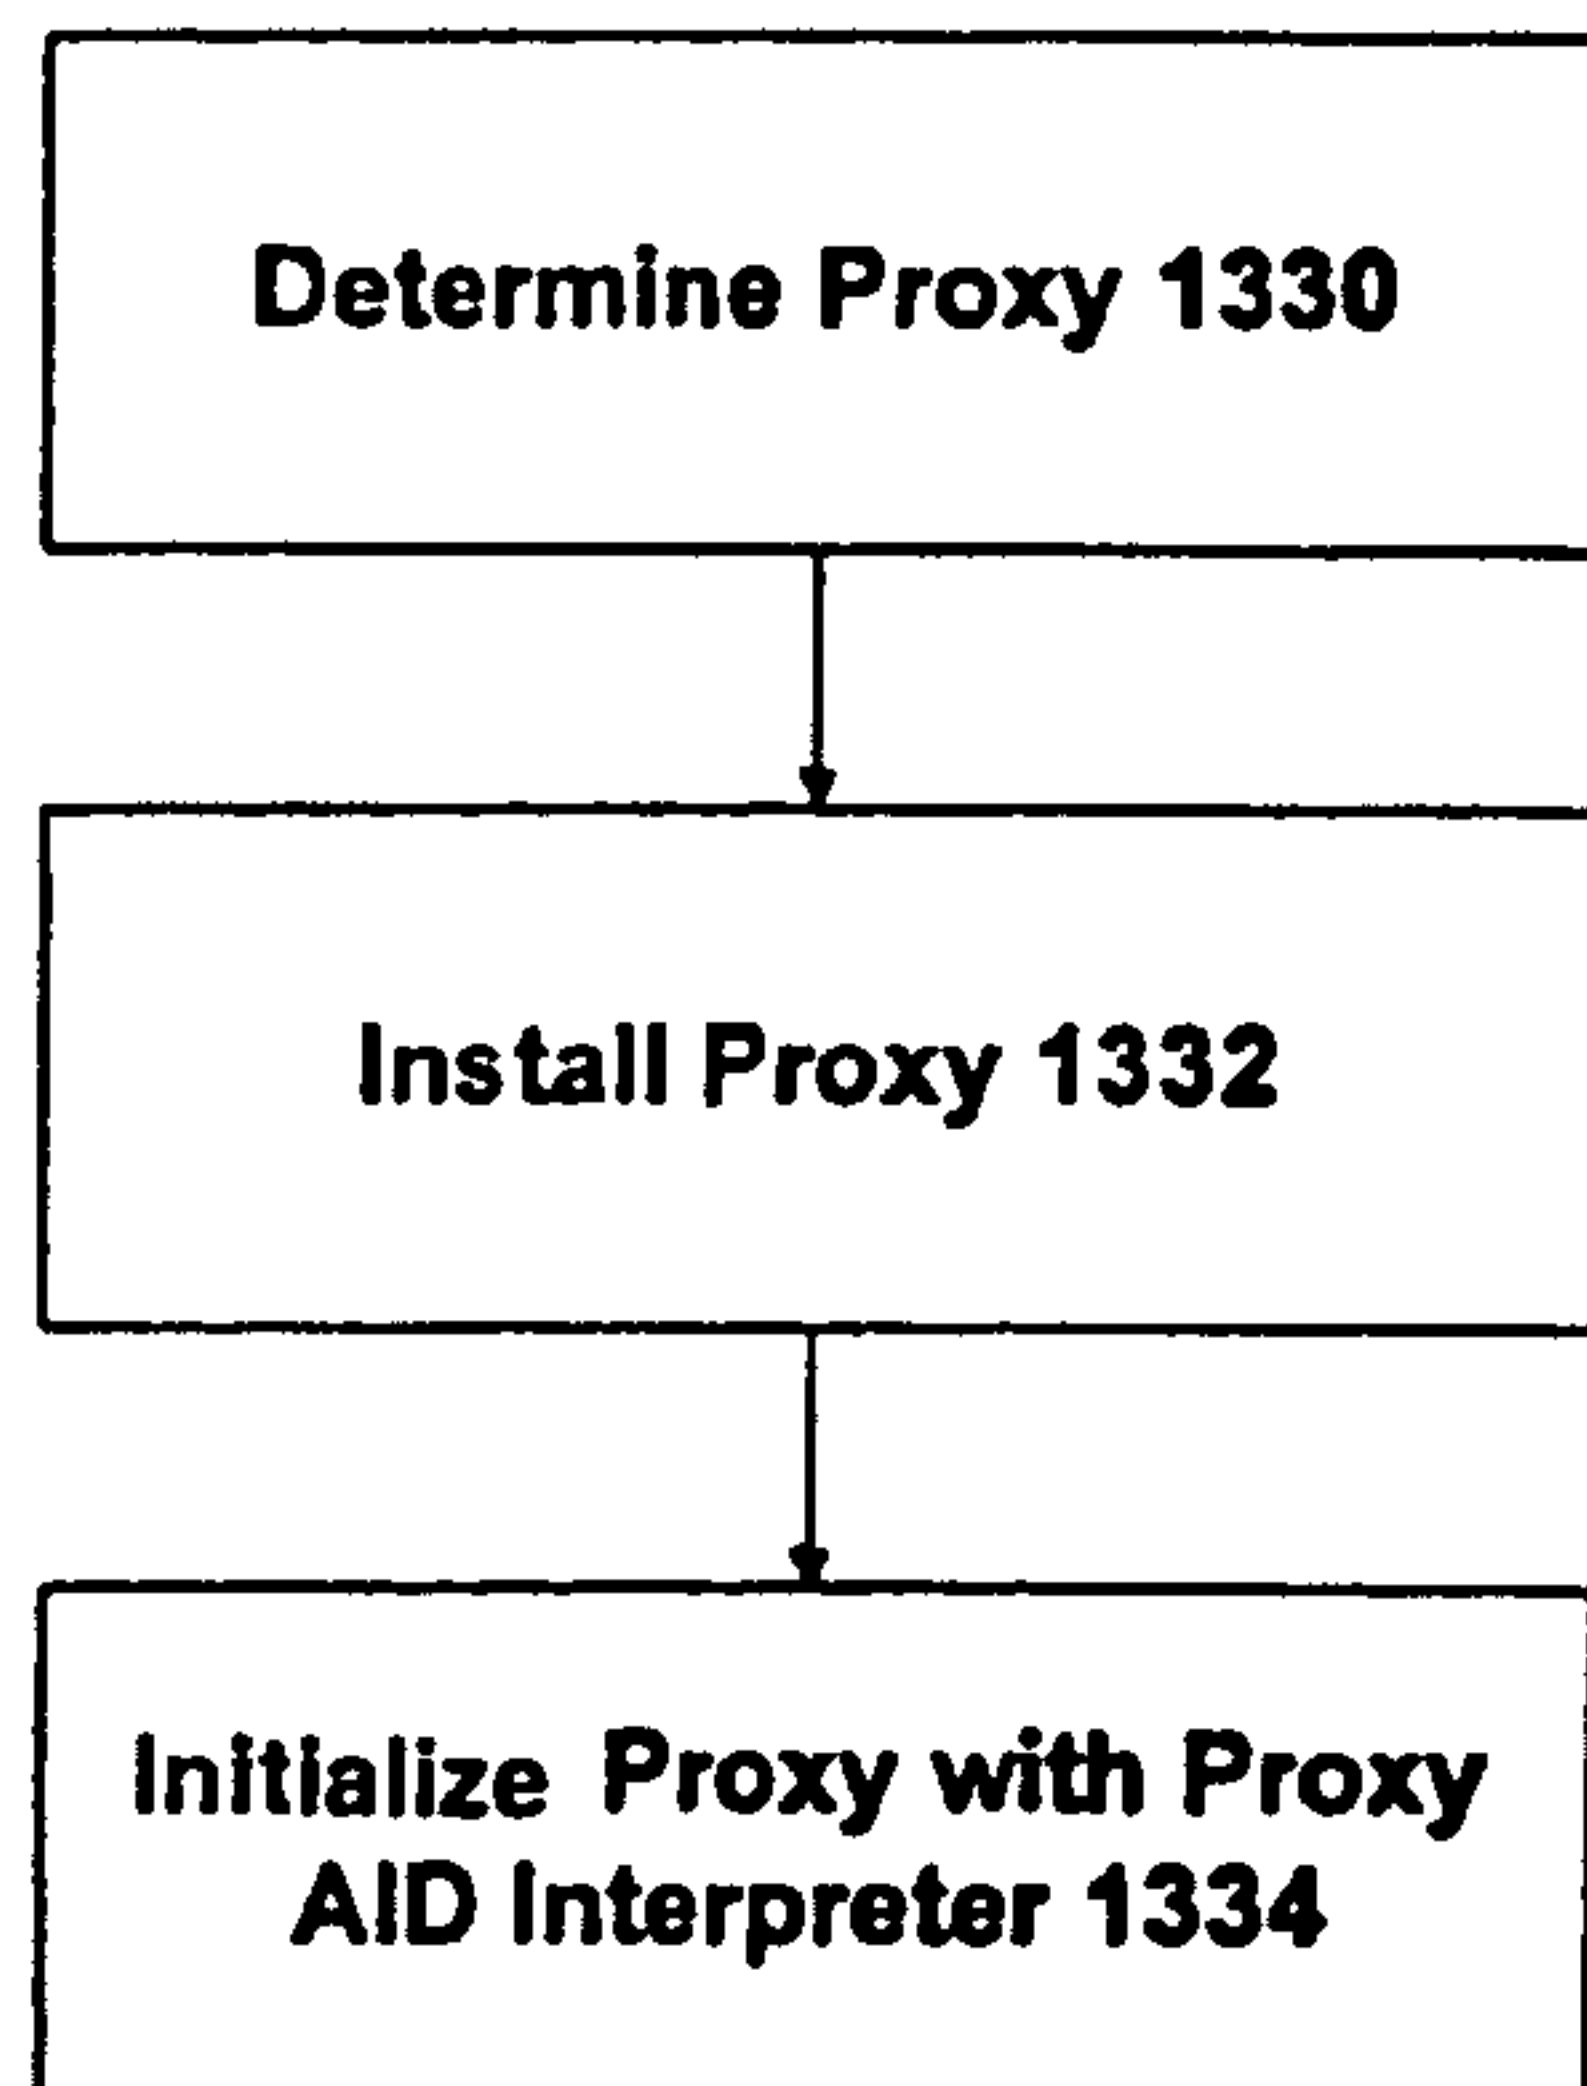 Determine Proxy 1330
Install Proxy 1332
Initialize Proxy with Proxy
AID Interpreter 1334